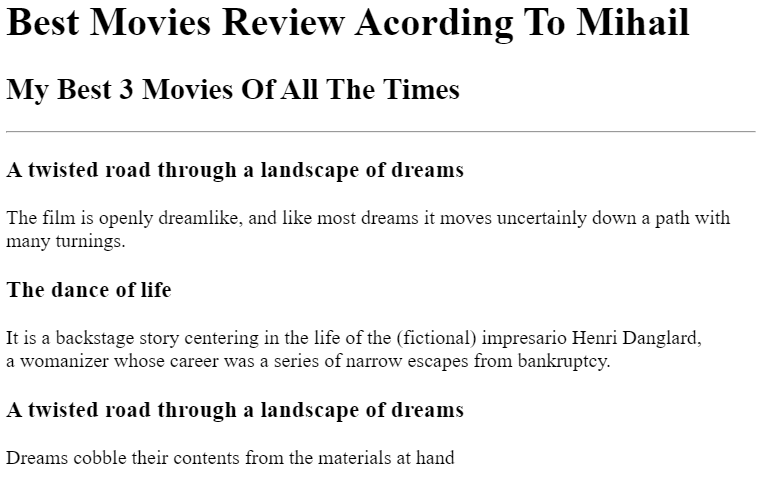 Best Movies Review Acording To Mihail
My Best 3 Movies Of All The Times
A twisted road through a landscape of dreams
The film is openly dreamlike, and like most dreams it moves uncertainly down a path with
many turnings.
The dance of life
It is a backstage story centering in the life of the (fictional) impresario Henri Danglard,
a womanizer whose career was a series of narrow escapes from bankruptcy.
A twisted road through a landscape of dreams
Dreams cobble their contents from the materials at hand